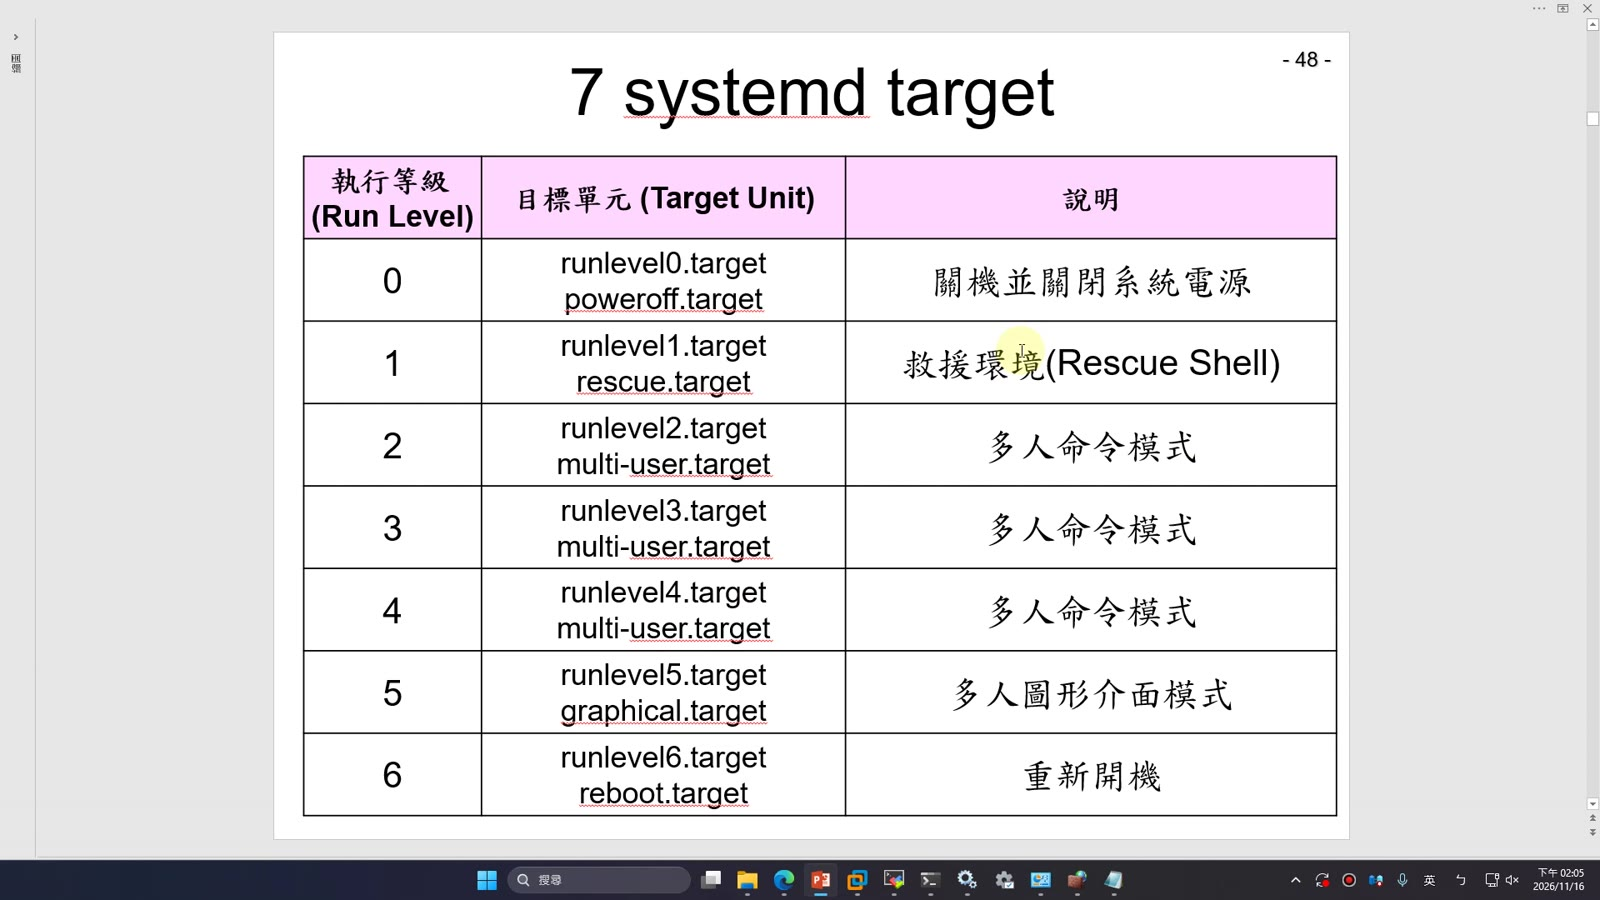 - 48 -
7 systemd target
執行等級
(Run Level)
目標單元 (Target Unit)
說明
0
runlevel0.target
poweroff.target
關機並關閉系統電源
1
runlevel1.target
rescue.target
救援環境(Rescue Shell)
2
runlevel2.target
multi-user.target
多人命令模式
3
runlevel3.target
multi-user.target
多人命令模式
4
runlevel4.target
multi-user.target
多人命令模式
5
runlevel5.target
graphical.target
多人圖形介面模式
6
runlevel6.target
reboot.target
重新開機
搜尋
英
ㄅ
下午 02:05
2026/11/16